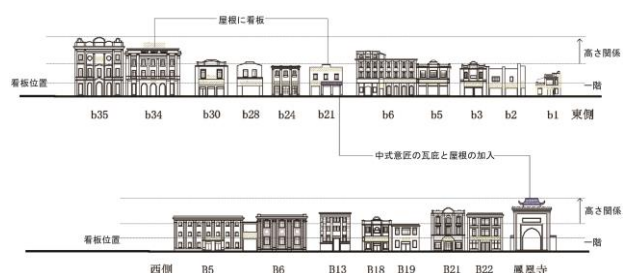 屋根に看板
高さ関係
看板位置
一階
b35 b34 b30 b28 b24 b21 b6 b5 b3 b2 b1 東側
中式意匠の瓦庇と屋根の加入
高さ関係
看板位置
一階
西側 B5 B6 B13 B18 B19 B21 B22 鳳凰寺